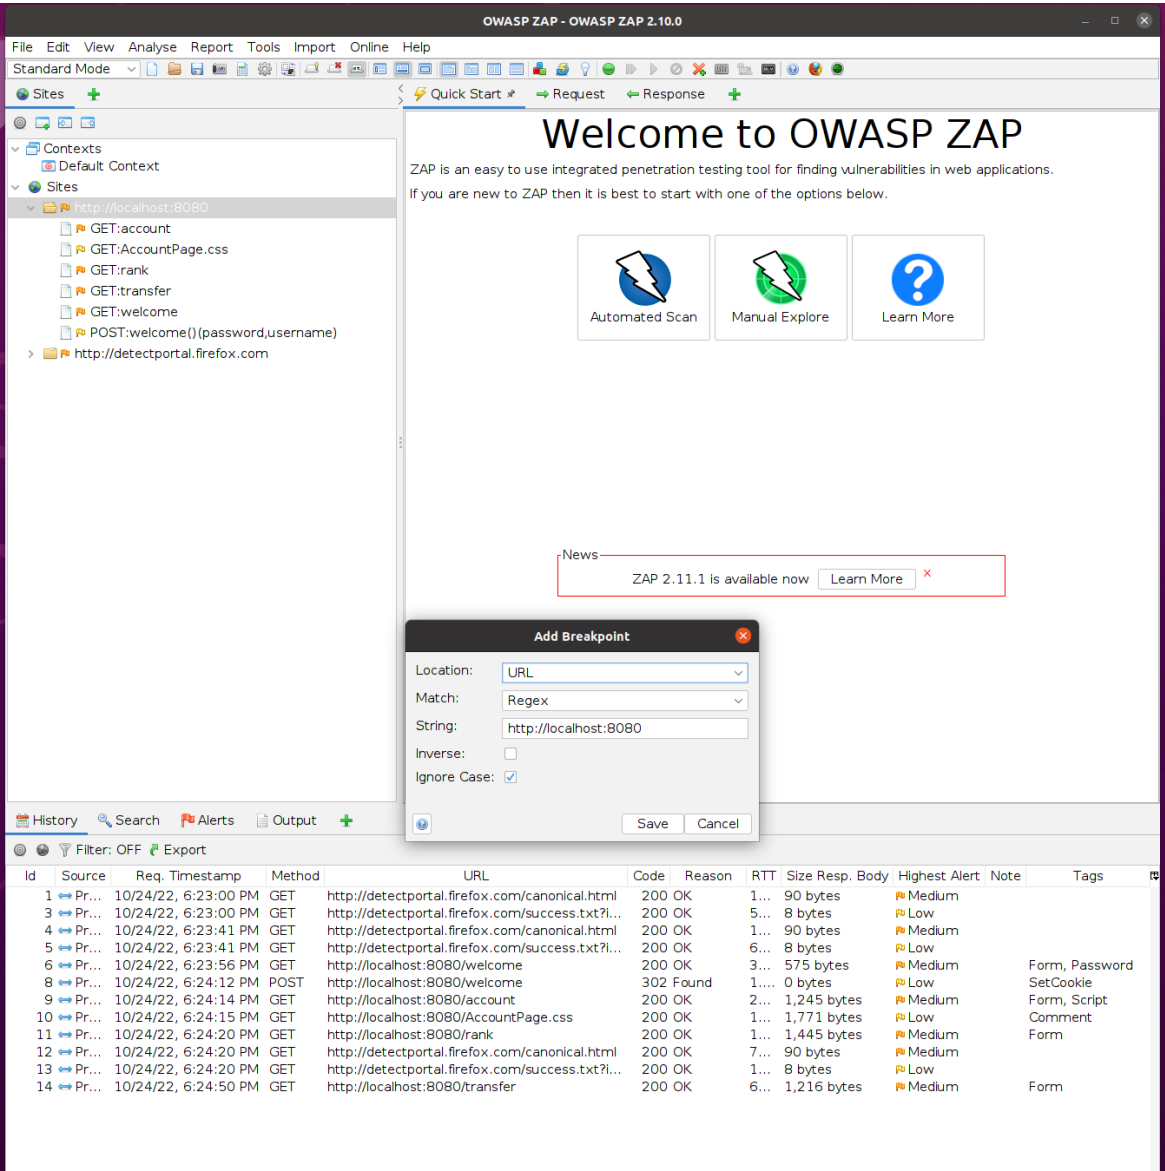 OWASP ZAP - OWASP ZAP 2.10.0
File Edit View Analyse Report Tools Import Online Help
Standard Mode
Sites
Quick Start
Request
Response
Contexts
Default Context
Sites
http://localhost:8080
GET:account
GET:AccountPage.css
GET:rank
GET:transfer
GET:welcome
POST:welcome()(password,username)
http://detectportal.firefox.com
Welcome to OWASP ZAP
ZAP is an easy to use integrated penetration testing tool for finding vulnerabilities in web applications.
If you are new to ZAP then it is best to start with one of the options below.
Automated Scan
Manual Explore
Learn More
News
ZAP 2.11.1 is available now Learn More X
Add Breakpoint
Location: URL
Match: Regex
String: http://localhost:8080
Inverse:
Ignore Case:
Save Cancel
History Search Alerts Output
Filter: OFF Export
Id Source Req. Timestamp Method URL Code Reason RTT Size Resp. Body Highest Alert Note Tags
1 Pr... 10/24/22, 6:23:00 PM GET http://detectportal.firefox.com/canonical.html 200 OK 1... 90 bytes Medium
3 Pr... 10/24/22, 6:23:00 PM GET http://detectportal.firefox.com/success.txt?i... 200 OK 5... 8 bytes Low
4 Pr... 10/24/22, 6:23:41 PM GET http://detectportal.firefox.com/canonical.html 200 OK 1... 90 bytes Medium
5 Pr... 10/24/22, 6:23:41 PM GET http://detectportal.firefox.com/success.txt?i... 200 OK 6... 8 bytes Low
6 Pr... 10/24/22, 6:23:56 PM GET http://localhost:8080/welcome 200 OK 3... 575 bytes Medium Form, Password
8 Pr... 10/24/22, 6:24:12 PM POST http://localhost:8080/welcome 302 Found 1.... 0 bytes Low SetCookie
9 Pr... 10/24/22, 6:24:14 PM GET http://localhost:8080/account 200 OK 2... 1,245 bytes Medium Form, Script
10 Pr... 10/24/22, 6:24:15 PM GET http://localhost:8080/AccountPage.css 200 OK 1... 1,771 bytes Low Comment
11 Pr... 10/24/22, 6:24:20 PM GET http://localhost:8080/rank 200 OK 1... 1,445 bytes Medium Form
12 Pr... 10/24/22, 6:24:20 PM GET http://detectportal.firefox.com/canonical.html 200 OK 7... 90 bytes Medium
13 Pr... 10/24/22, 6:24:20 PM GET http://detectportal.firefox.com/success.txt?i... 200 OK 1... 8 bytes Low
14 Pr... 10/24/22, 6:24:50 PM GET http://localhost:8080/transfer 200 OK 6... 1,216 bytes Medium Form